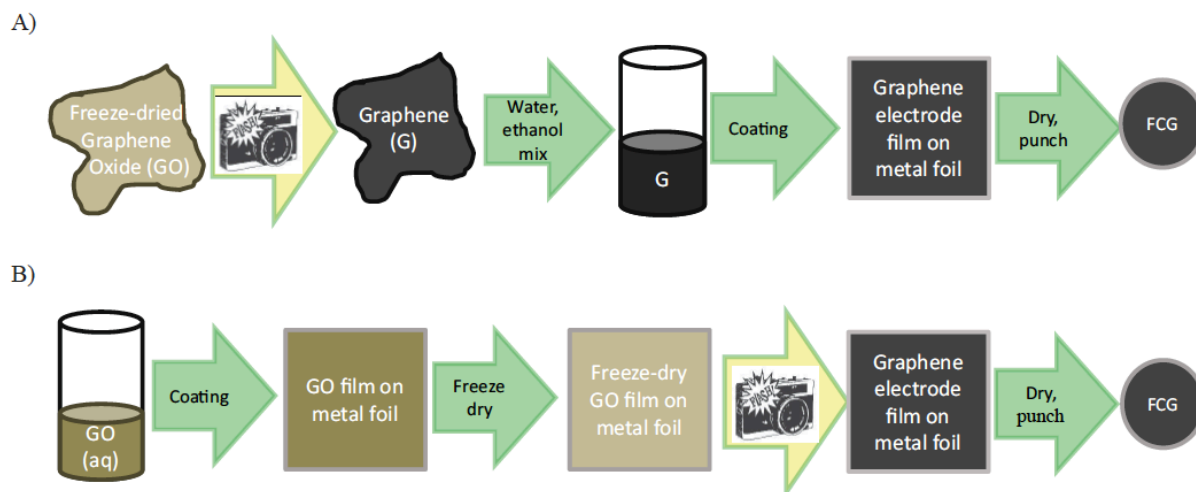 A)
Freeze-dried
Graphene
Oxide (GO)
FLASH!
Graphene
(G)
Water,
ethanol
mix
G
Coating
Graphene
electrode
film on
metal foil
Dry,
punch
FCG
B)
GO
(aq)
Coating
GO film on
metal foil
Freeze
dry
Freeze-dry
GO film on
metal foil
FLASH!
Graphene
electrode
film on
metal foil
Dry,
punch
FCG